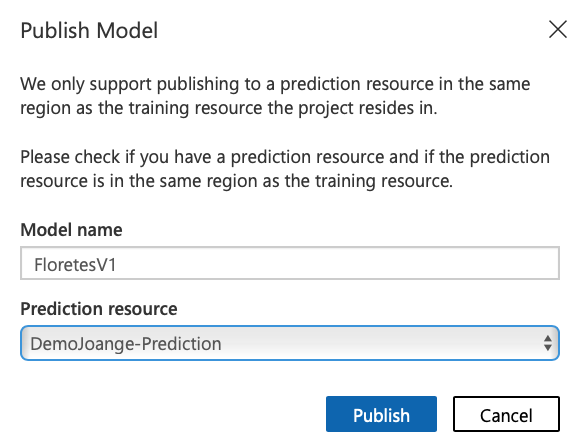 Publish Model
We only support publishing to a prediction resource in the same
region as the training resource the project resides in.
Please check if you have a prediction resource and if the prediction
resource is in the same region as the training resource.
Model name
FloretesV1
Prediction resource
DemoJoange-Prediction
Publish Cancel